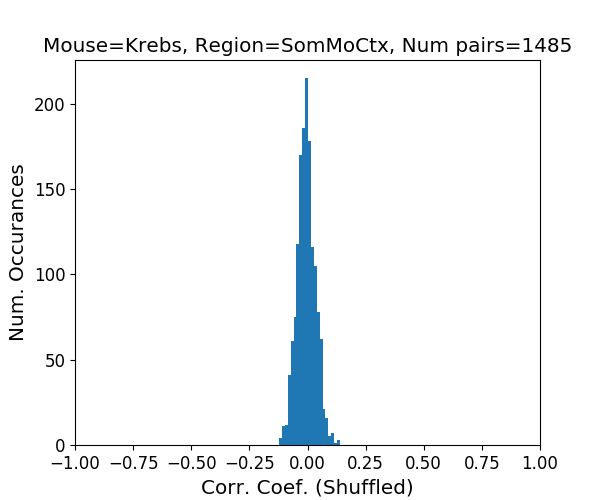 Mouse=Krebs, Region=SomMoCtx, Num pairs=1485
Num. Occurances
200
150
100
50
0
−1.00 −0.75 −0.50 −0.25 0.00 0.25 0.50 0.75 1.00
Corr. Coef. (Shuffled)